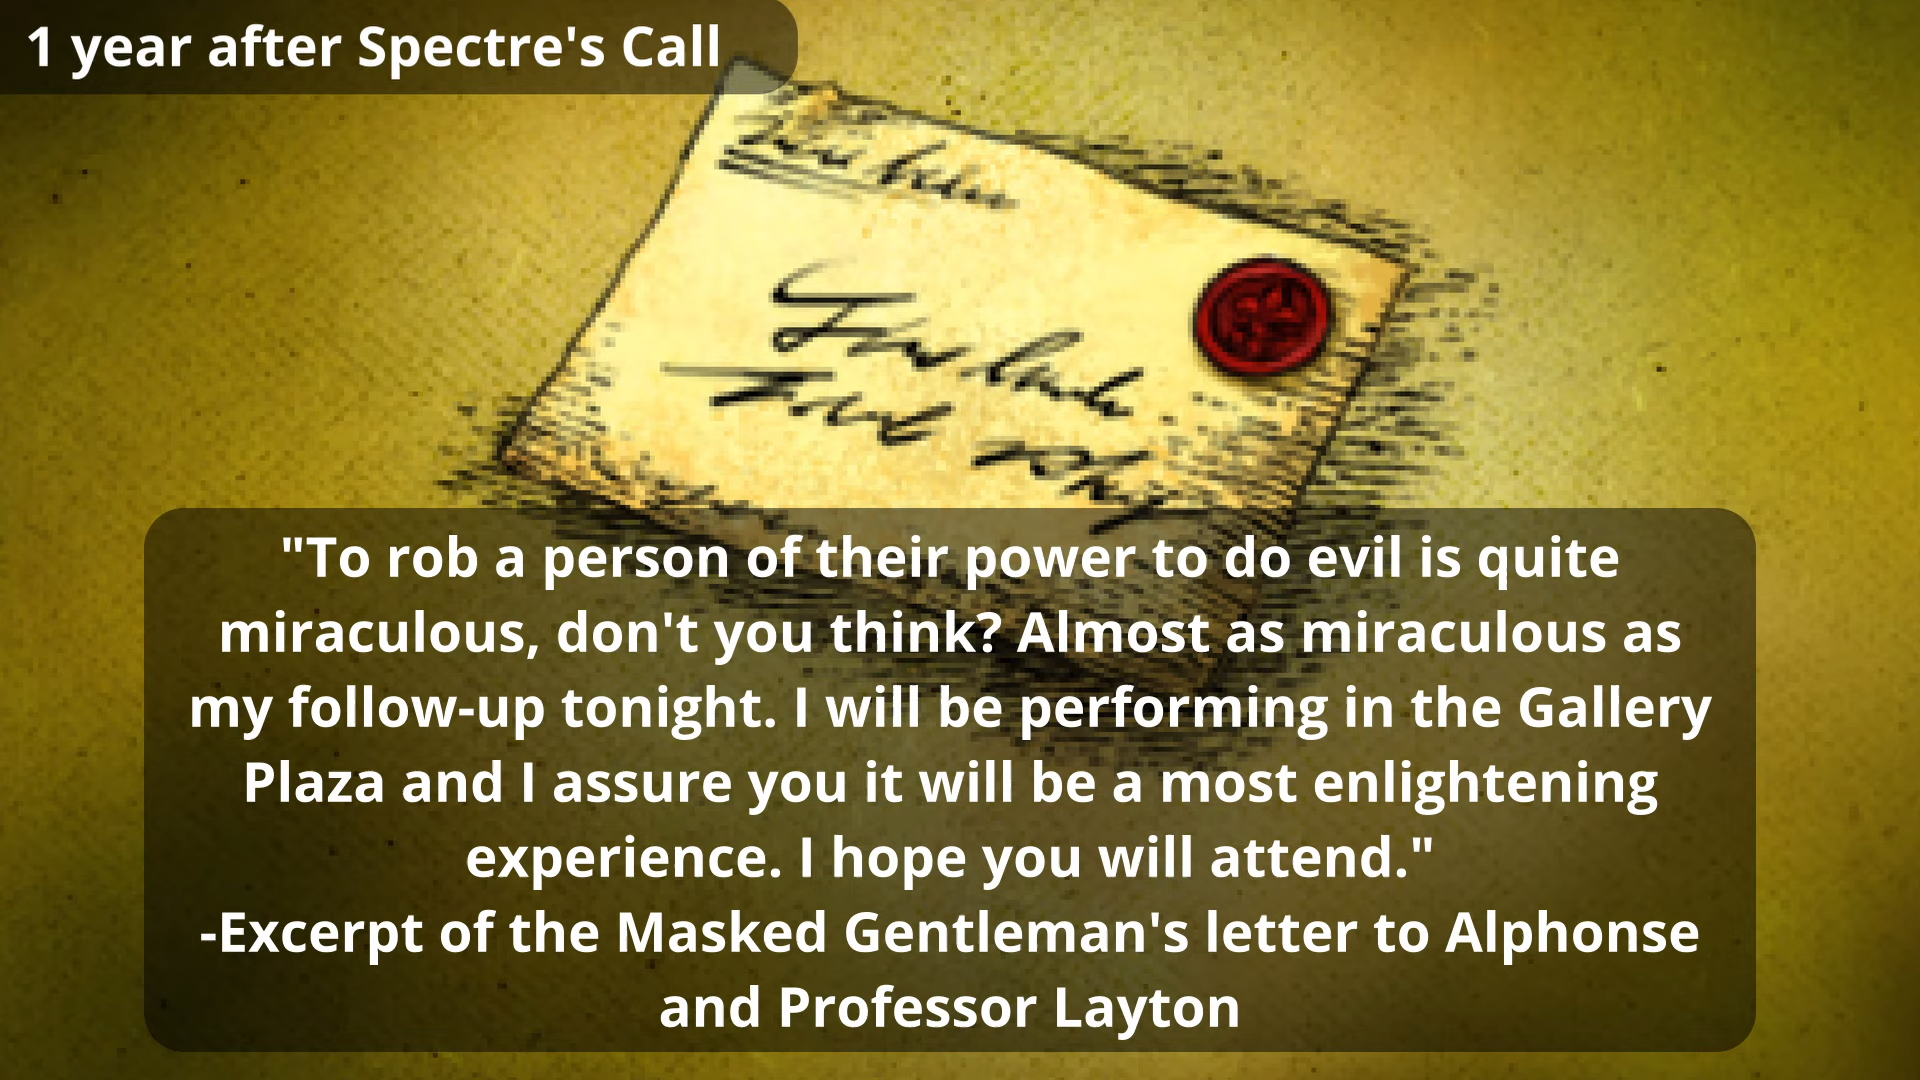 1 year after Spectre's Call
"To rob a person of their power to do evil is quite
miraculous, don't you think? Almost as miraculous as
my follow-up tonight. I will be performing in the Gallery
Plaza and I assure you it will be a most enlightening
experience. I hope you will attend."
-Excerpt of the Masked Gentleman's letter to Alphonse
and Professor Layton